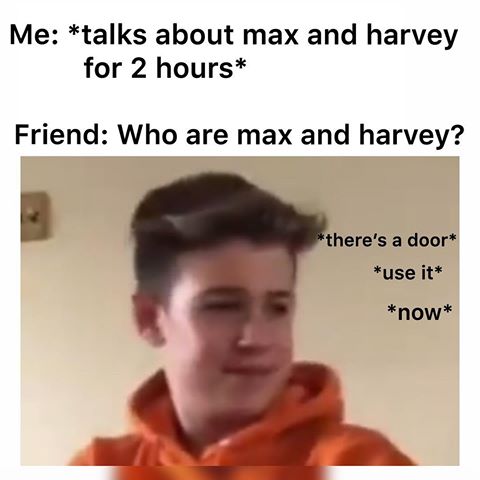 Me: *talks about max and harvey
for 2 hours*
Friend: Who are max and harvey?
*there's a door*
*use it*
*now*